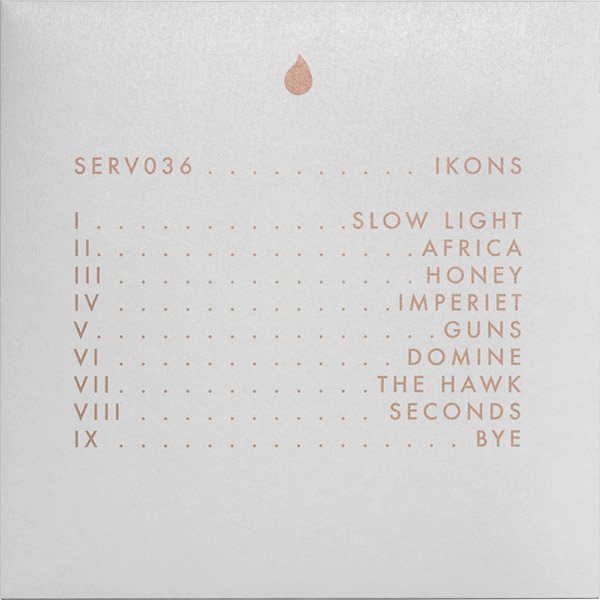 SERV036 . . . . . . . . . . IKONS
I . . . . . . . . . . . . SLOW LIGHT
II. . . . . . . . . . . . . . . AFRICA
III . . . . . . . . . . . . . . HONEY
IV . . . . . . . . . . . . . IMPERIET
V. . . . . . . . . . . . . . . . GUNS
VI . . . . . . . . . . . . . DOMINE
VII. . . . . . . . . . . . THE HAWK
VIII . . . . . . . . . . . SECONDS
IX . . . . . . . . . . . . . . . . BYE